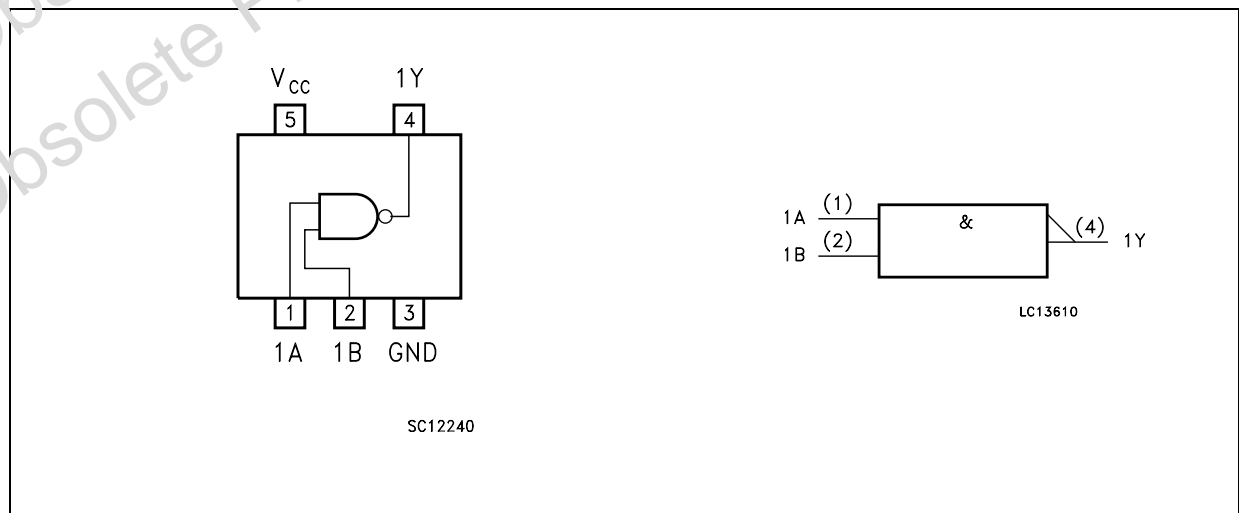 Obsolete P
V CC 1Y
5 4
1 2 3
1A 1B GND
SC12240
1A (1) & (4) 1Y
1B (2)
LC13610